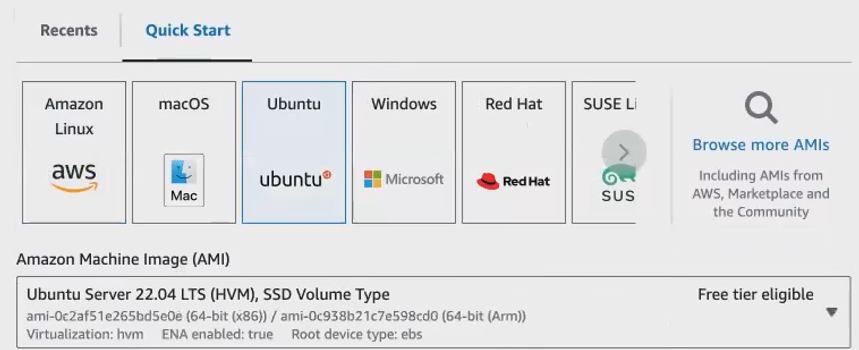 Recents
Quick Start
Amazon
Linux
aws
macOS
Mac
Ubuntu
ubuntu
Windows
Microsoft
Red Hat
Red Hat
SUSE Li
SUS
Browse more AMIs
Including AMIs from
AWS, Marketplace and
the Community
Amazon Machine Image (AMI)
Ubuntu Server 22.04 LTS (HVM), SSD Volume Type
Free tier eligible
ami-0c2af51e265bd5e0e (64-bit (x86)) / ami-0c938b21c7e598cd0 (64-bit (Arm))
Virtualization: hvm ENA enabled: true Root device type: ebs